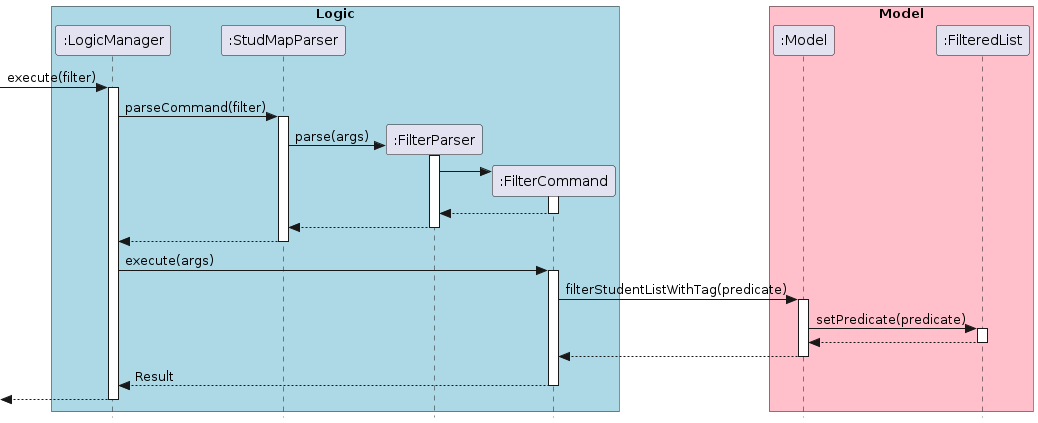 Logic
Model
:LogicManager
:StudMapParser
:Model
:FilteredList
execute(filter)
parseCommand(filter)
parse(args)
:FilterParser
:FilterCommand
execute(args)
filterStudentListWithTag(predicate)
setPredicate(predicate)
Result